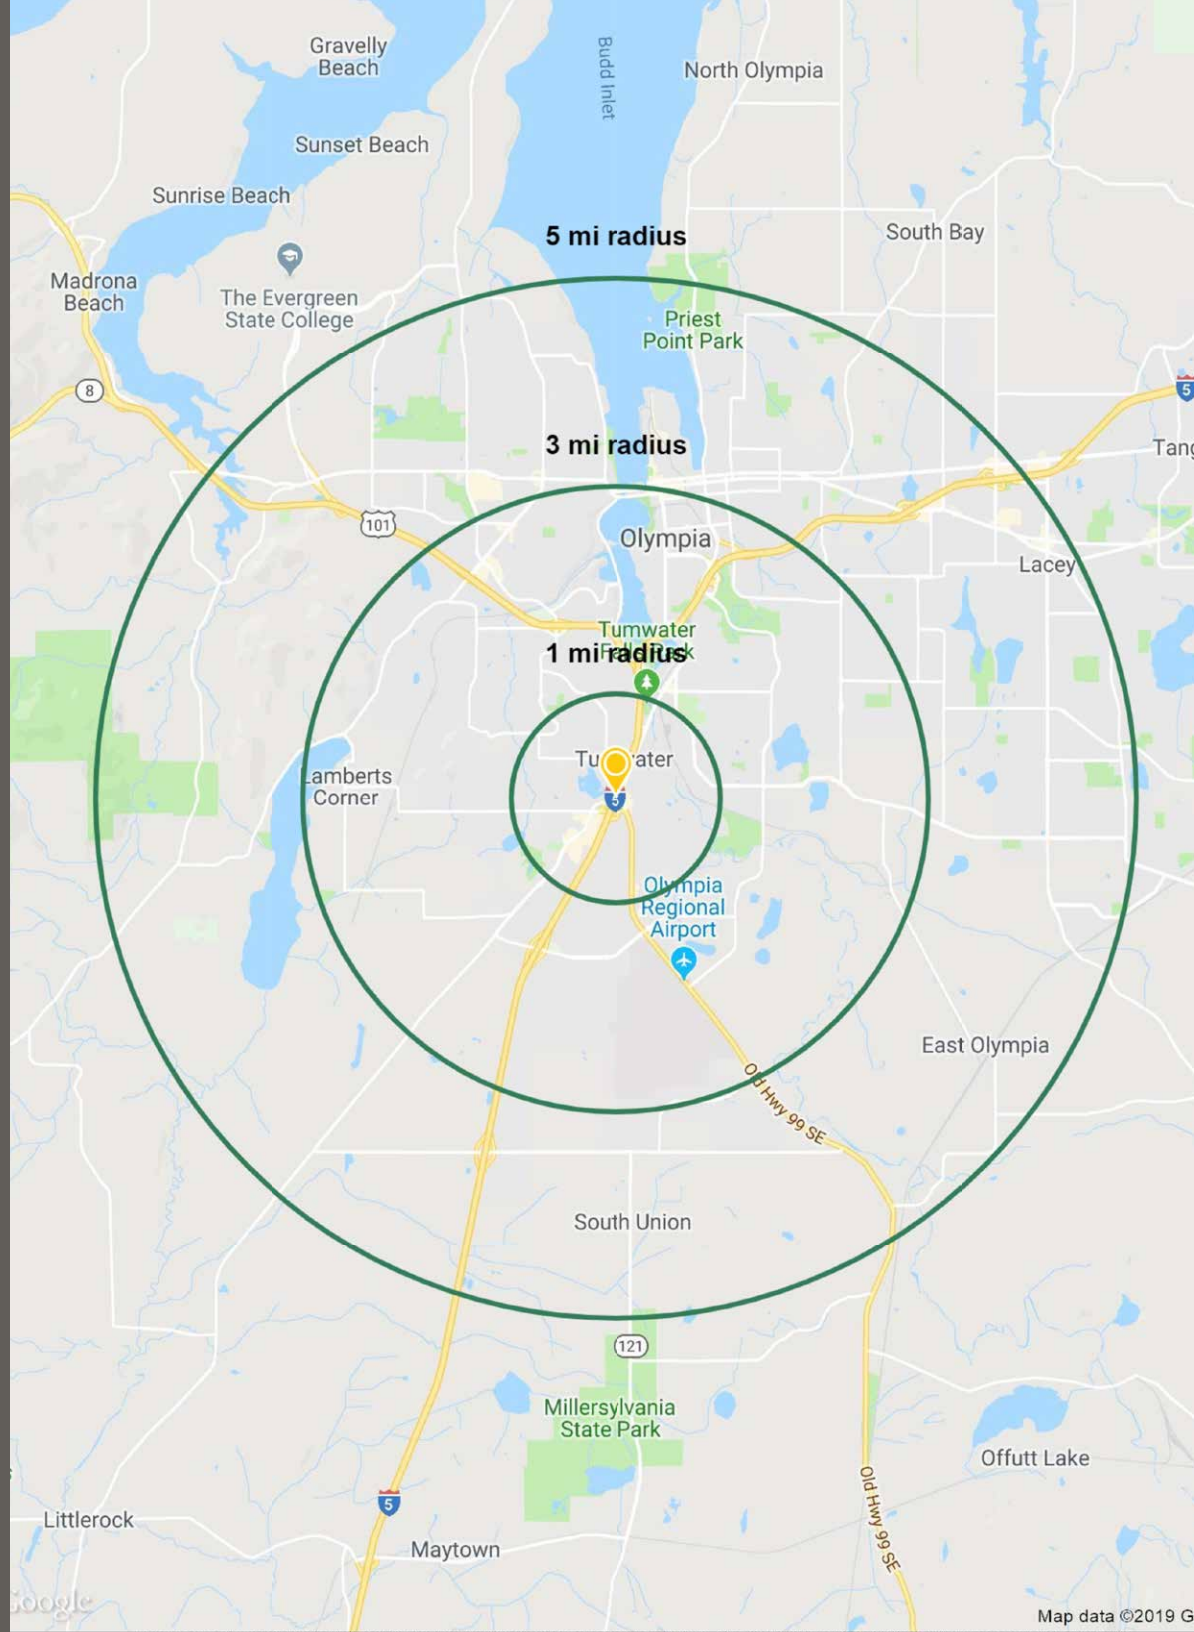 Gravelly
Beach
Budd Inlet
North Olympia
Sunset Beach
Sunrise Beach
5 mi radius
South Bay
Madrona
Beach
The Evergreen
State College
Priest
Point Park
8
5
3 mi radius
101
Olympia
Lacey
Tumwater
1 mi radius
Lamberts
Corner
5
Olympia
Regional
Airport
East Olympia
Old Hwy 99 SE
South Union
121
Millersylvania
State Park
Offutt Lake
Old Hwy 99 SE
5
Littlerock
Maytown
Google
Map data ©2019 G